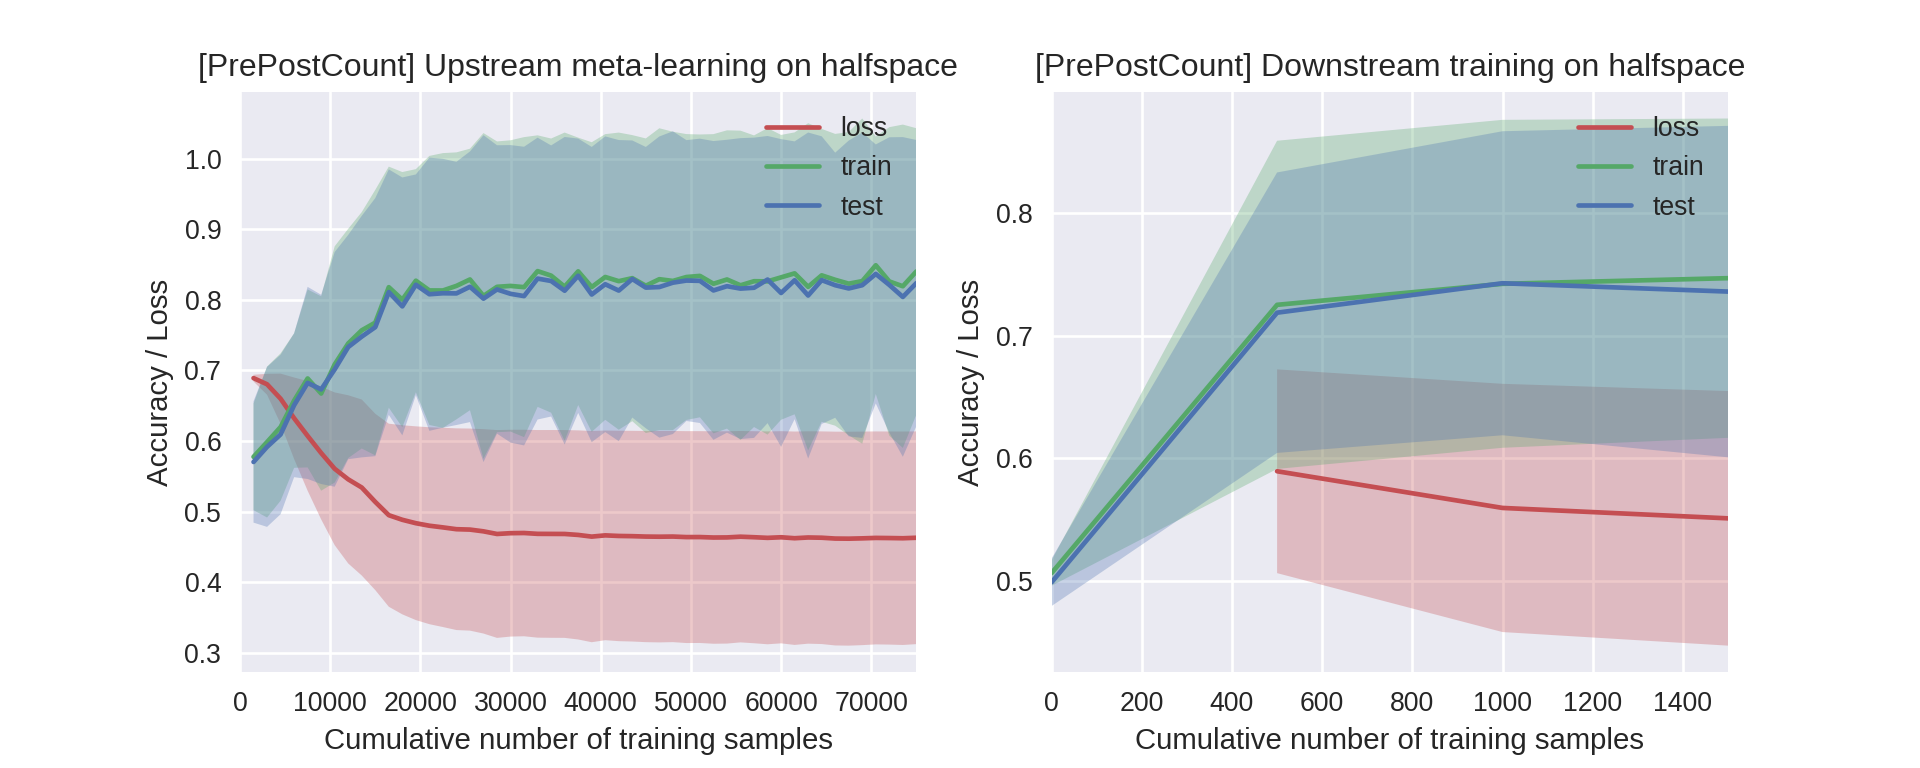 [PrePostCount] Upstream meta-learning on halfspace
loss
train
test
1.0
0.9
0.8
0.7
0.6
0.5
0.4
0.3
Accuracy / Loss
0 10000 20000 30000 40000 50000 60000 70000
Cumulative number of training samples
[PrePostCount] Downstream training on halfspace
loss
train
test
0.8
0.7
0.6
0.5
Accuracy / Loss
0 200 400 600 800 1000 1200 1400
Cumulative number of training samples